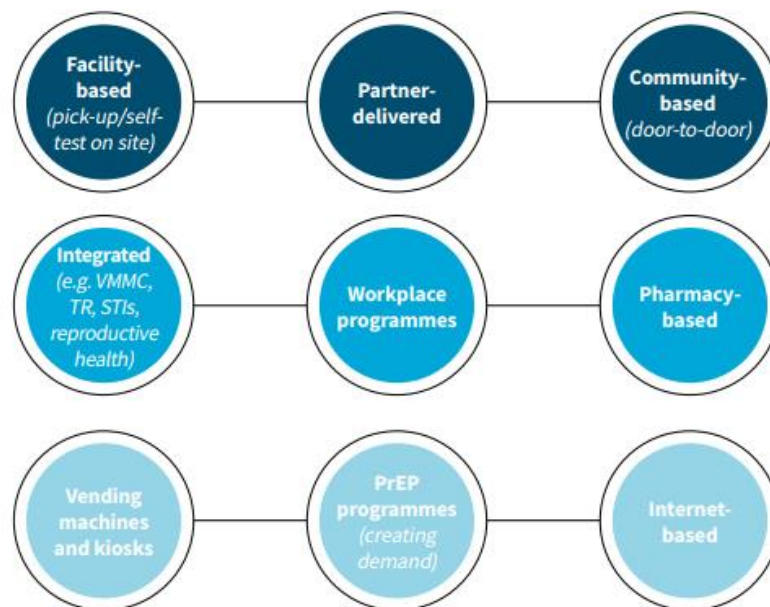 Facility-
based
(pick-up/self-
test on site)
Partner-
delivered
Community-
based
(door-to-door)
Integrated
(e.g. VMMC,
TR, STIs,
reproductive
health)
Workplace
programmes
Pharmacy-
based
Vending
machines
and kiosks
PrEP
programmes
(creating
demand)
Internet-
based